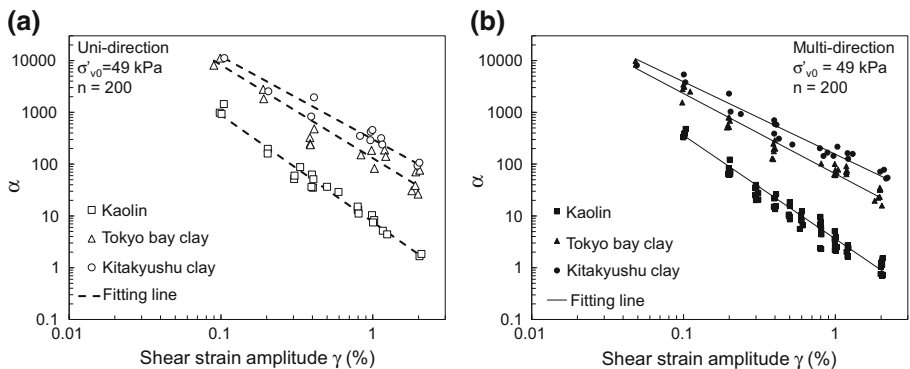 (a)
Uni-direction
σ'v0=49 kPa
n = 200
10000
1000
100
10
1
0.1
α
Kaolin
Tokyo bay clay
Kitakyushu clay
Fitting line
0.01
0.1
1
10
Shear strain amplitude γ (%)
(b)
Multi-direction
σ'v0 = 49 kPa
n = 200
10000
1000
100
10
1
0.1
α
Kaolin
Tokyo bay clay
Kitakyushu clay
Fitting line
0.01
0.1
1
10
Shear strain amplitude γ (%)